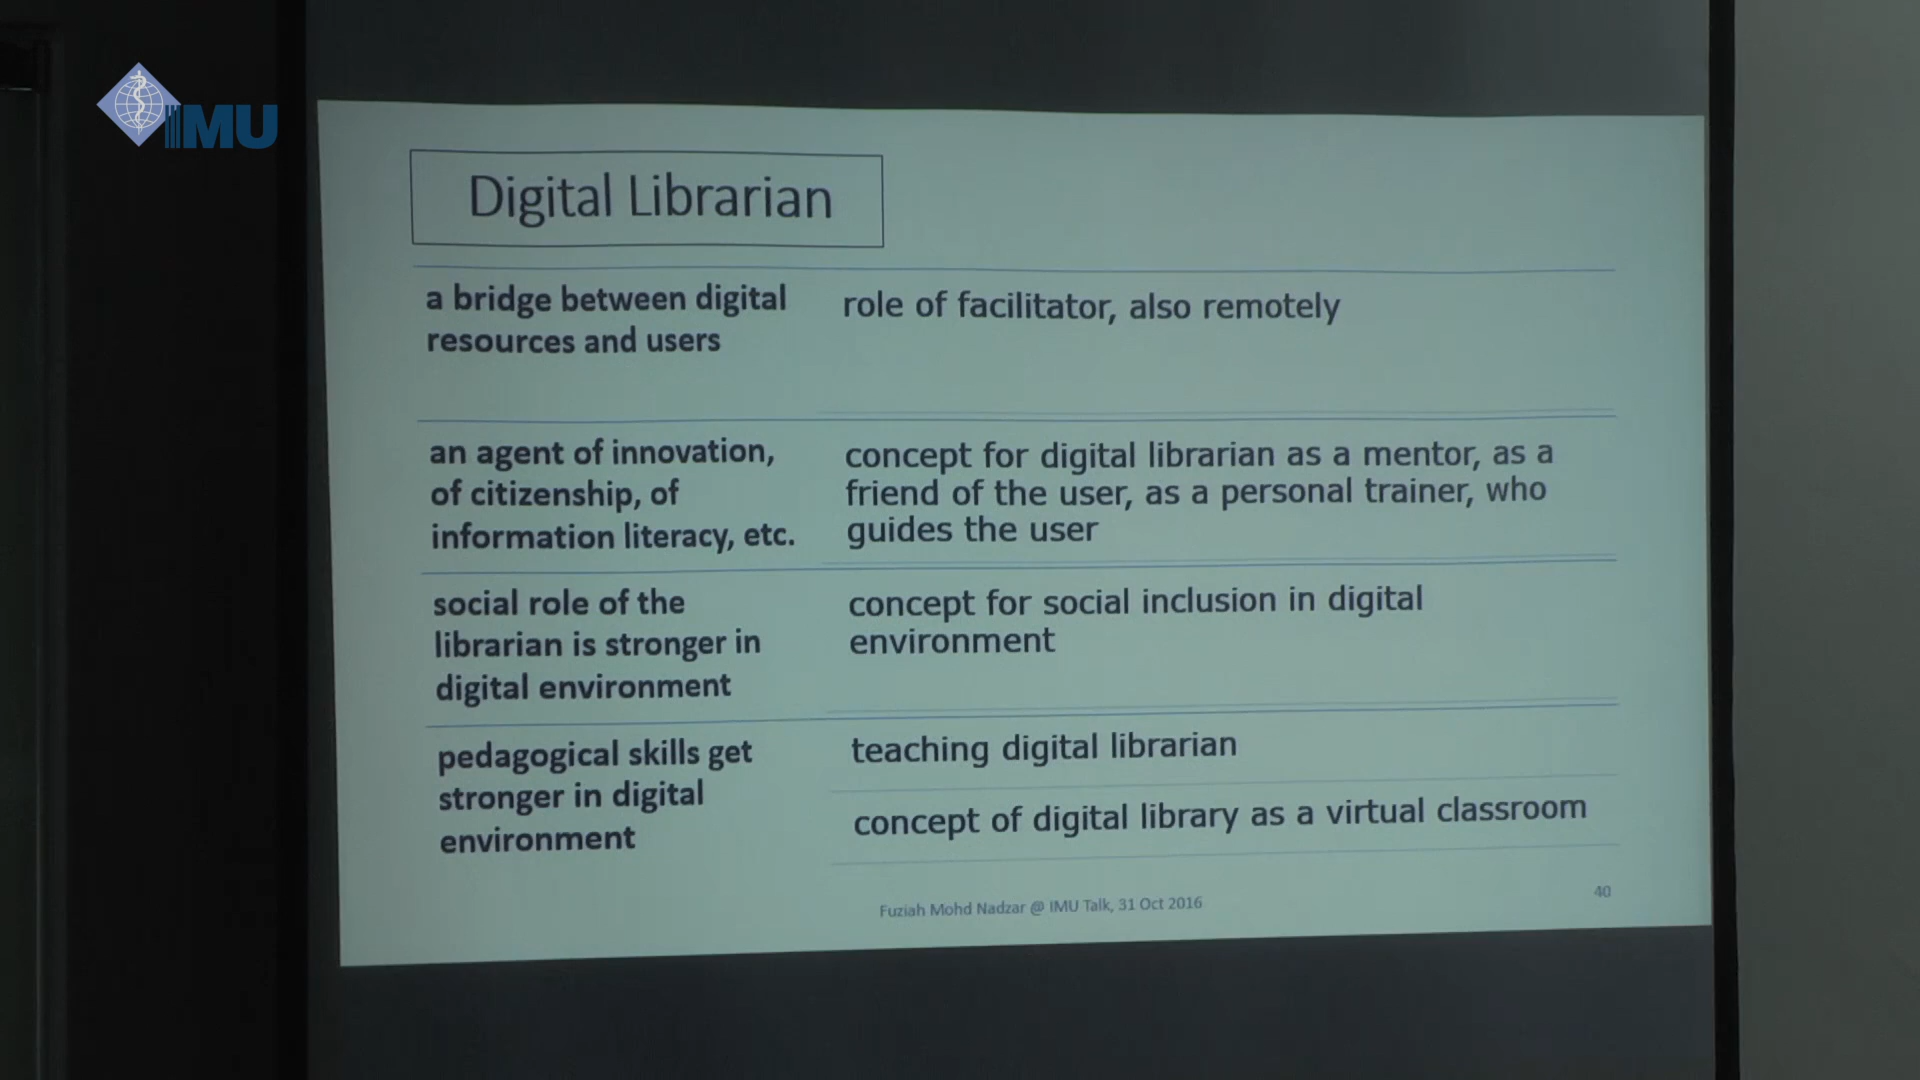 IMU
Digital Librarian
a bridge between digital
resources and users
role of facilitator, also remotely
an agent of innovation,
of citizenship, of
information literacy, etc.
concept for digital librarian as a mentor, as a
friend of the user, as a personal trainer, who
guides the user
social role of the
librarian is stronger in
digital environment
concept for social inclusion in digital
environment
pedagogical skills get
stronger in digital
environment
teaching digital librarian
concept of digital library as a virtual classroom
Fuziah Mohd Nadzar @ IMU Talk, 31 Oct 2016
40